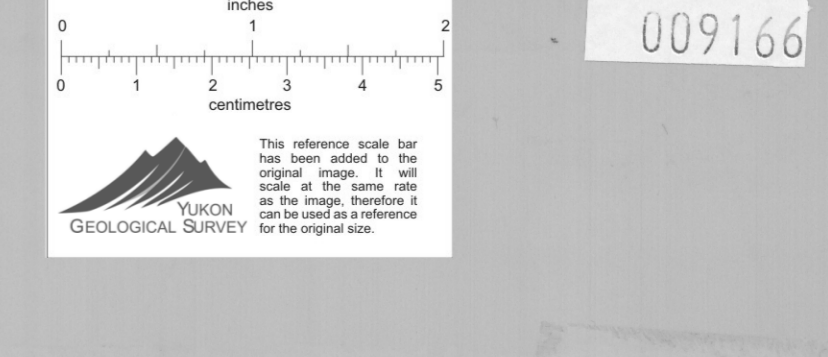 inches
0 1 2
009166
0 1 2 3 4 5
centimetres
This reference scale bar
has been added to the
original image. It will
scale at the same rate
as the image, therefore it
can be used as a reference
for the original size.
YUKON
GEOLOGICAL SURVEY